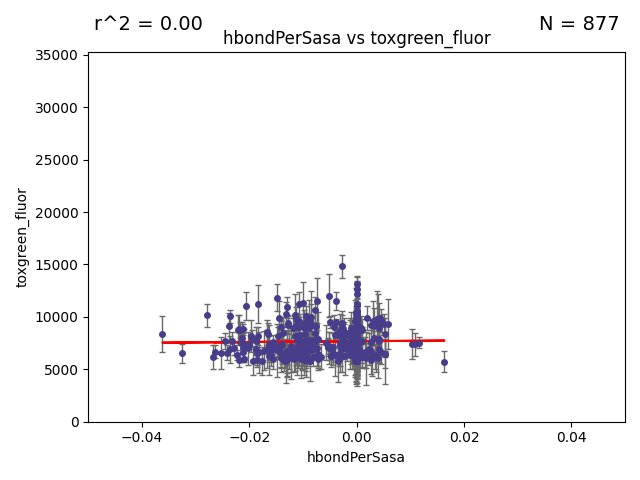 r^2 = 0.00
N = 877
hbondPerSasa vs toxgreen_fluor
35000
30000
25000
20000
15000
10000
5000
0
toxgreen_fluor
−0.04
−0.02
0.00
0.02
0.04
hbondPerSasa